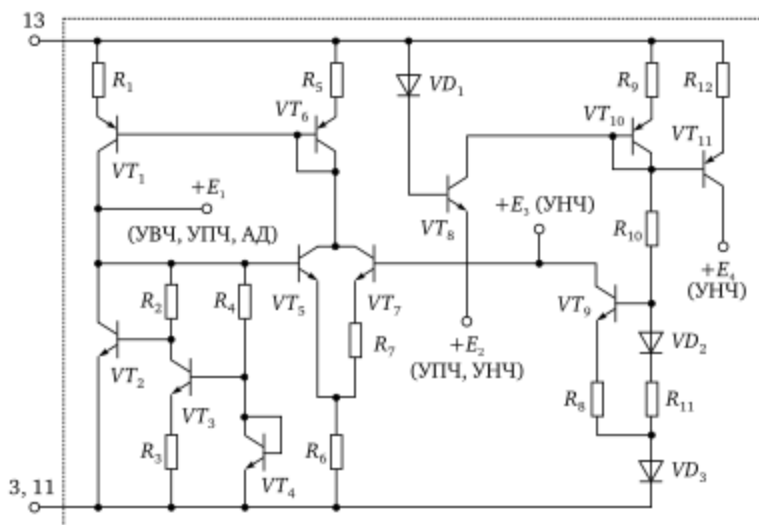 13
R₁
R₅
VD₁
R₉
R₁₂
VT₆
VT₁₀
VT₁₁
VT₁
+E₁
(УВЧ, УПЧ, АД)
VT₈
+E₃ (УНЧ)
R₁₀
+E₄
(УНЧ)
R₂
R₄
VT₅
VT₇
VT₉
R₇
+E₂
(УПЧ, УНЧ)
VD₂
VT₂
VT₃
R₈
R₁₁
R₃
R₆
VT₄
VD₃
3, 11